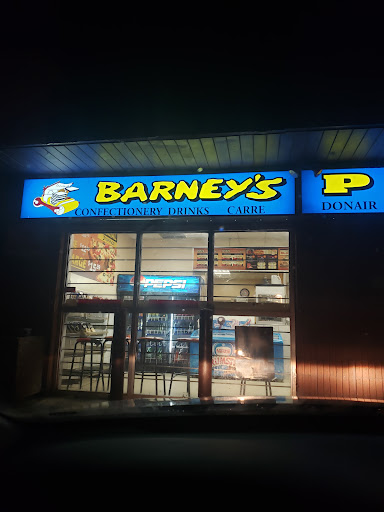 BARNEY'S P
CONFECTIONERY DRINKS CARRE
DONAIR
PEPSI